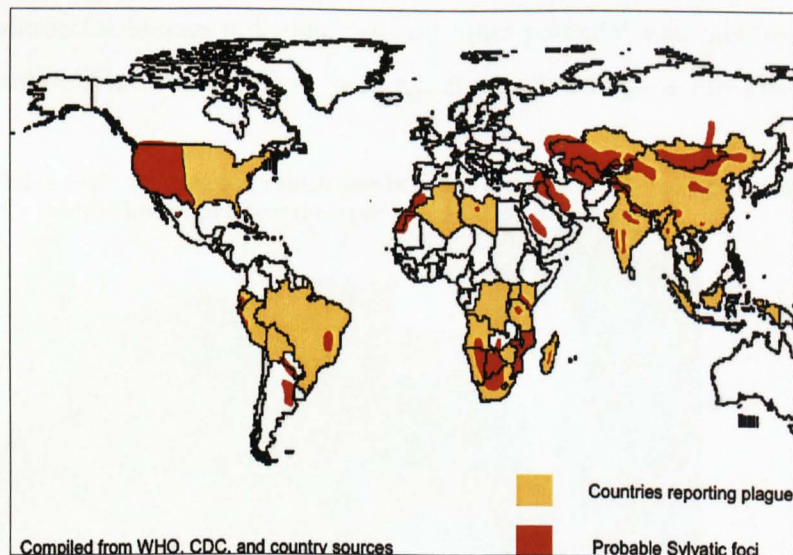 Countries reporting plague
Compiled from WHO, CDC, and country sources
Probable Sylvatic foci